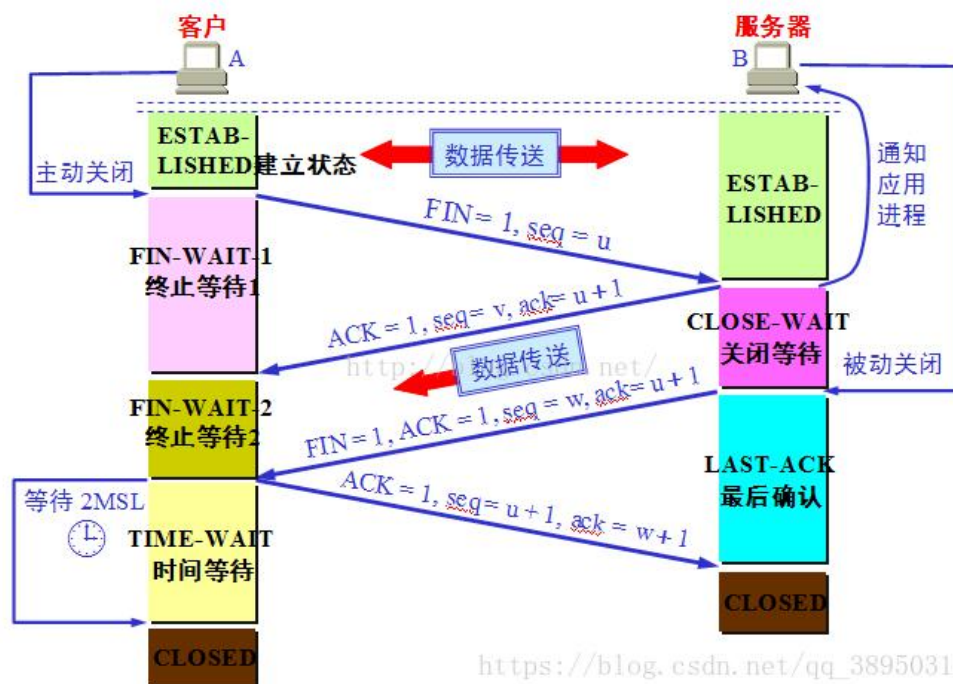 客户
服务器
A
B
ESTAB-
LISHED建立状态
数据传送
主动关闭
ESTAB-
LISHED
通知
应用
进程
FIN = 1, seq = u
FIN-WAIT-1
终止等待1
ACK = 1, seq= v, ack= u + 1
CLOSE-WAIT
关闭等待
数据传送
被动关闭
FIN-WAIT-2
终止等待2
FIN = 1, ACK = 1, seq = w, ack= u + 1
等待 2MSL
ACK = 1, seq= u + 1, ack = w + 1
LAST-ACK
最后确认
TIME-WAIT
时间等待
CLOSED
CLOSED
https://blog.csdn.net/qq_3895031